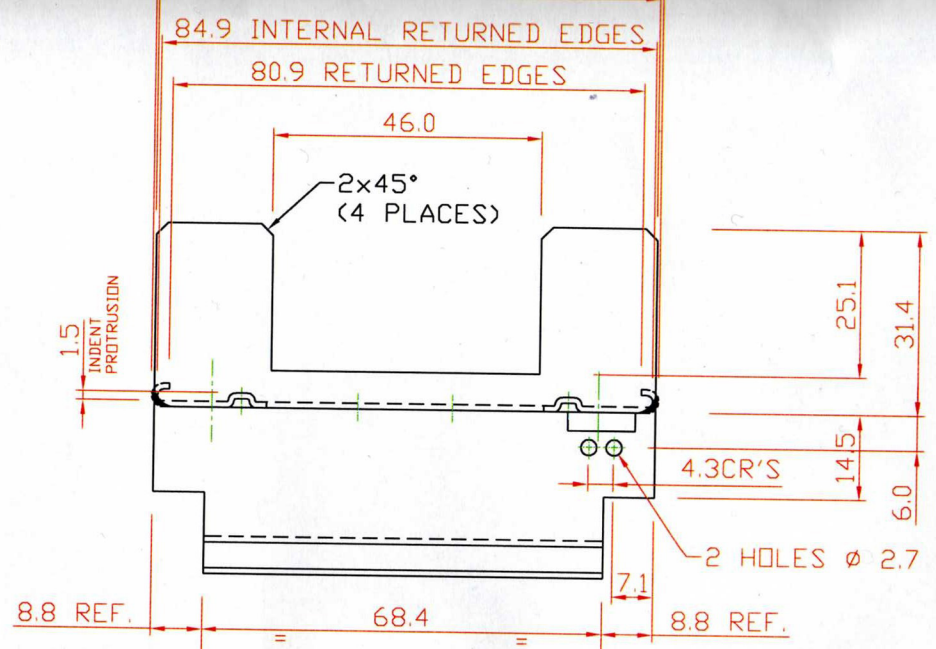 84.9 INTERNAL RETURNED EDGES
80.9 RETURNED EDGES
46.0
2x45°
(4 PLACES)
1.5
INDENT
PROTRUSION
25.1
31.4
14.5
6.0
4.3CR'S
2 HOLES ø 2.7
7.1
8.8 REF.
68.4
8.8 REF.
=
=